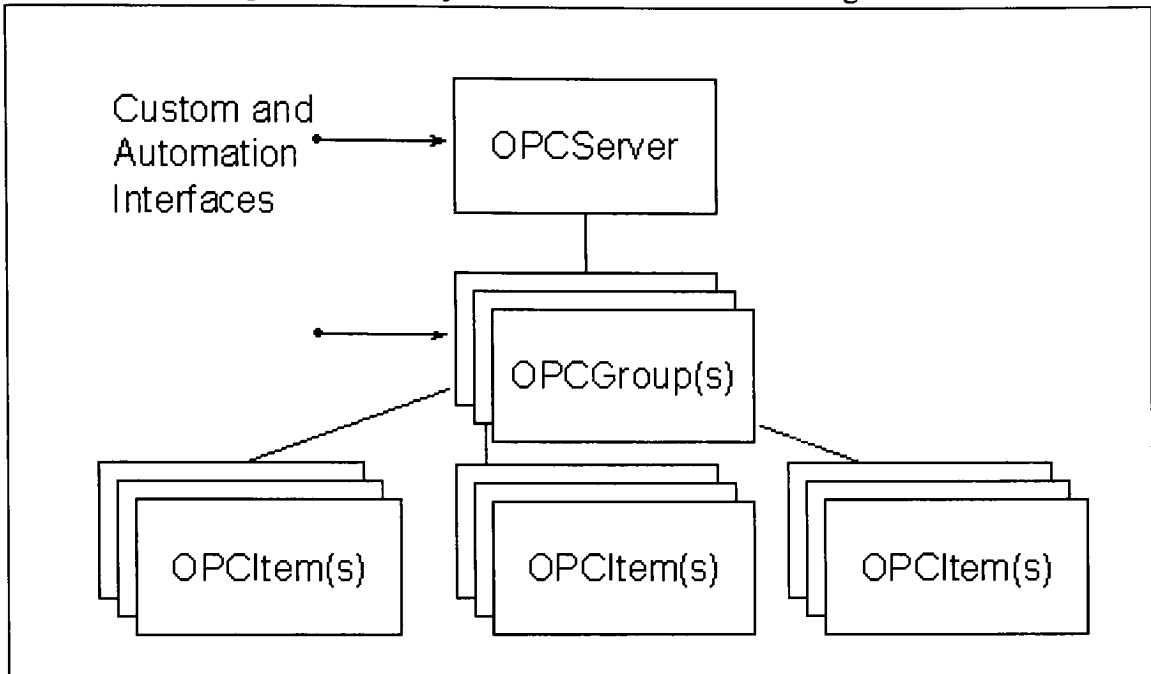 Custom and
Automation
Interfaces
OPCServer
OPCGroup(s)
OPCItem(s)
OPCItem(s)
OPCItem(s)